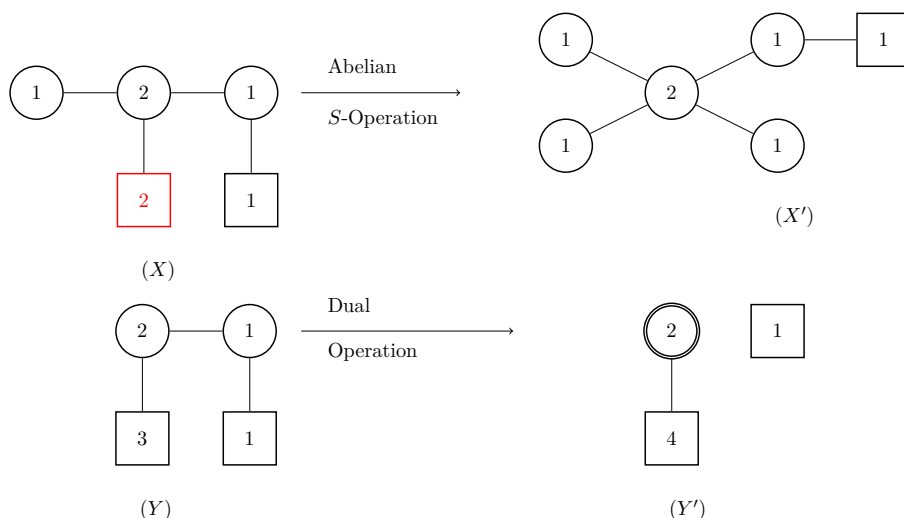 1 2 1
2 1
(X)
Abelian
S-Operation
1 1 1
2
1 1
(X′)
2 1
3 1
(Y)
Dual
Operation
2 1
4
(Y′)